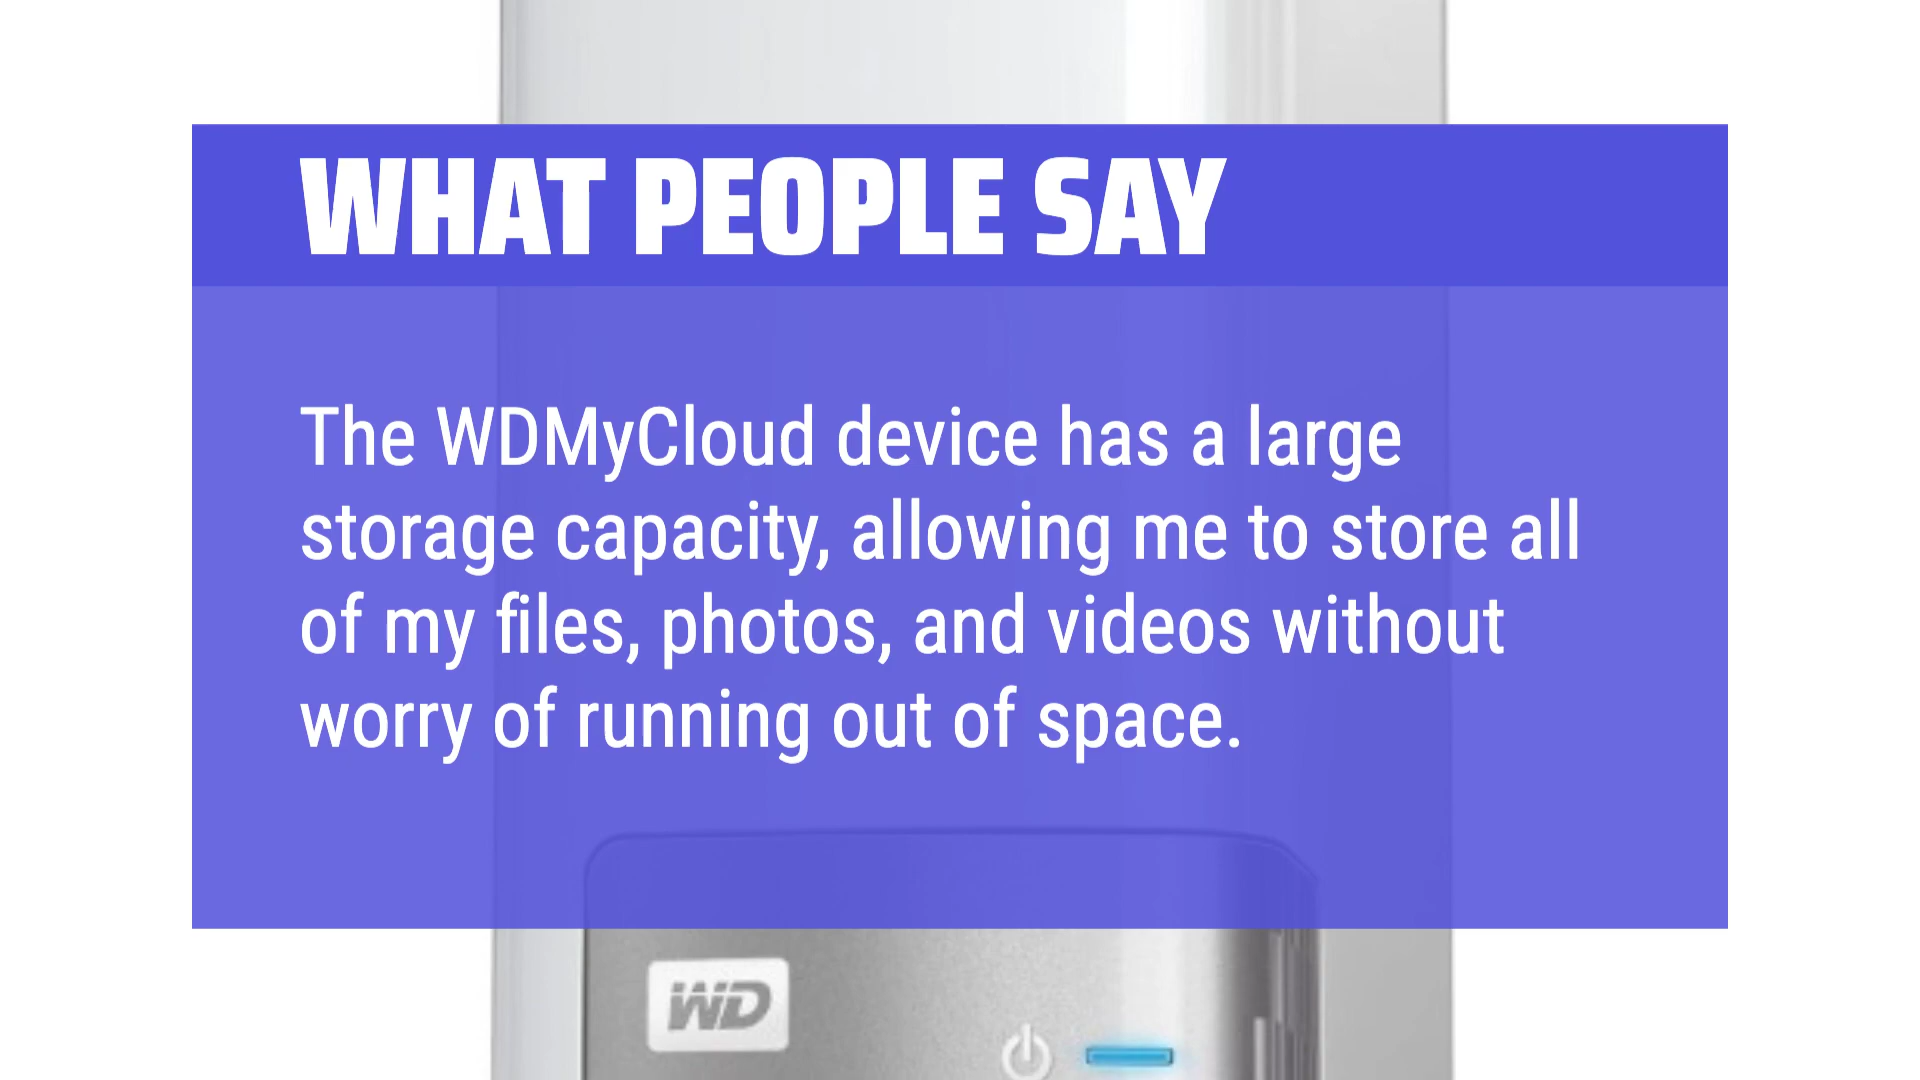 WHAT PEOPLE SAY
The WDMyCloud device has a large
storage capacity, allowing me to store all
of my files, photos, and videos without
worry of running out of space.
WD